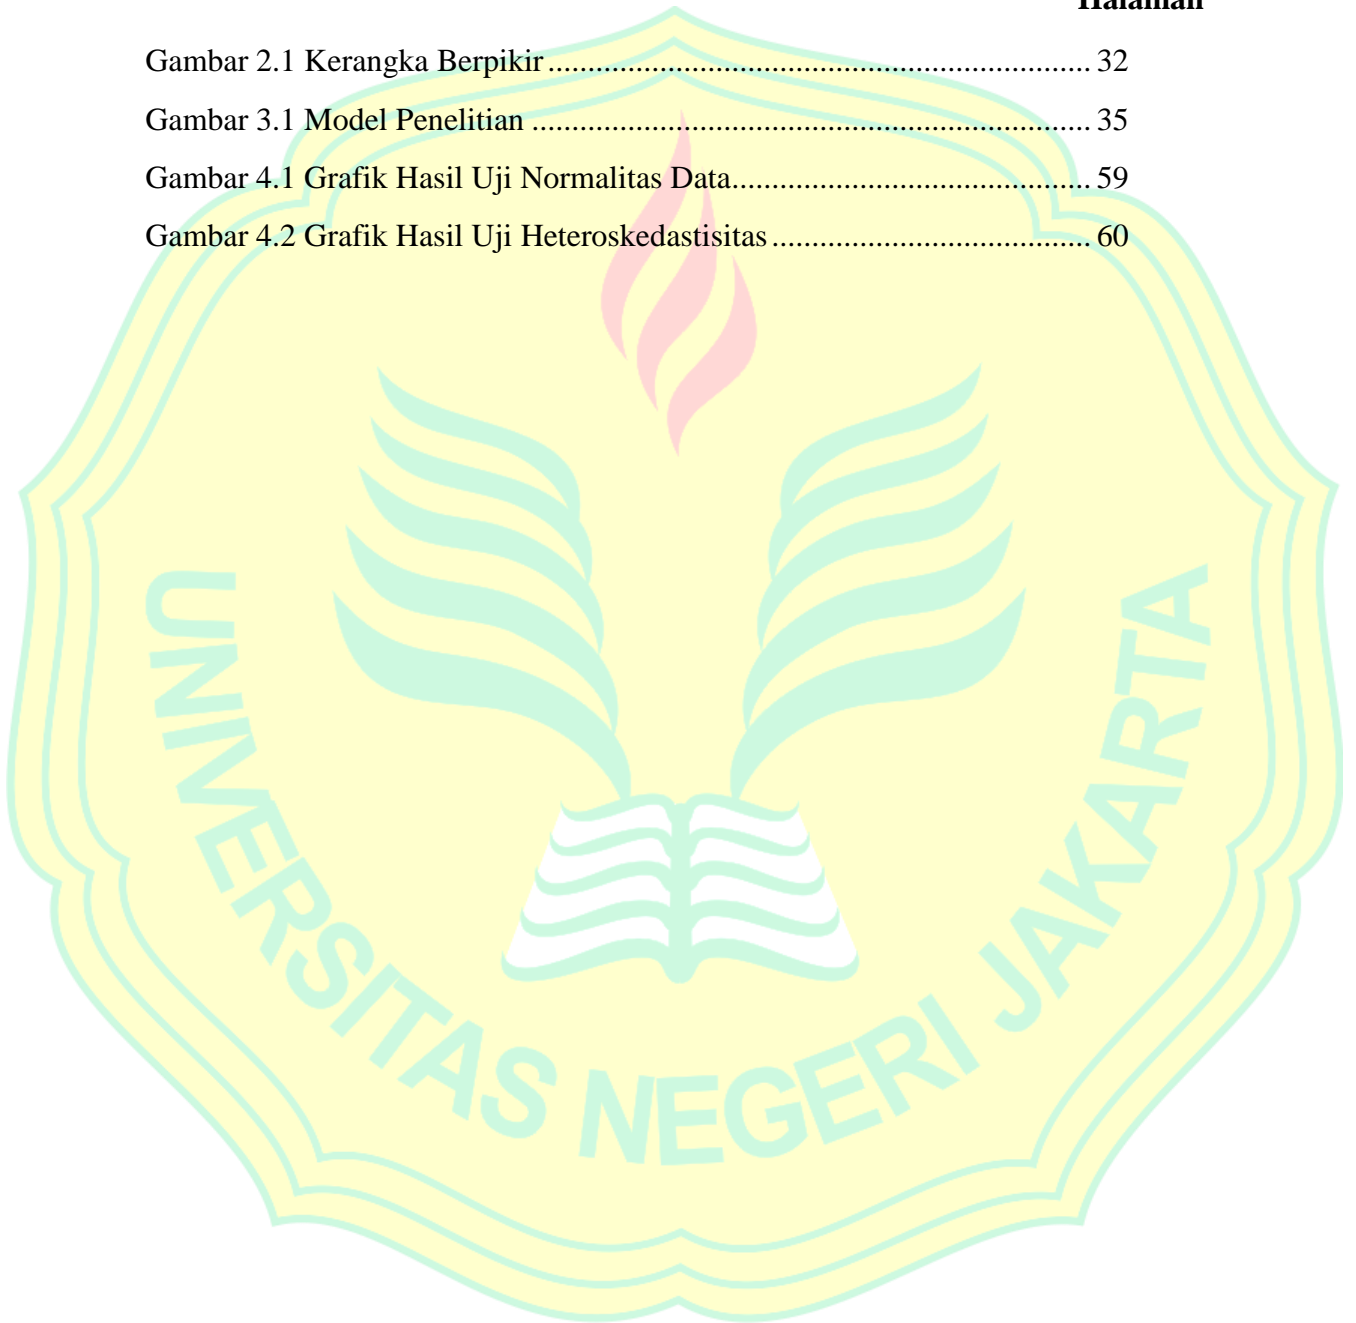 Halaman
Gambar 2.1 Kerangka Berpikir .................................................................... 32
Gambar 3.1 Model Penelitian ...................................................................... 35
Gambar 4.1 Grafik Hasil Uji Normalitas Data............................................. 59
Gambar 4.2 Grafik Hasil Uji Heteroskedastisitas ........................................ 60
UNIVERSITAS NEGERI JAKARTA